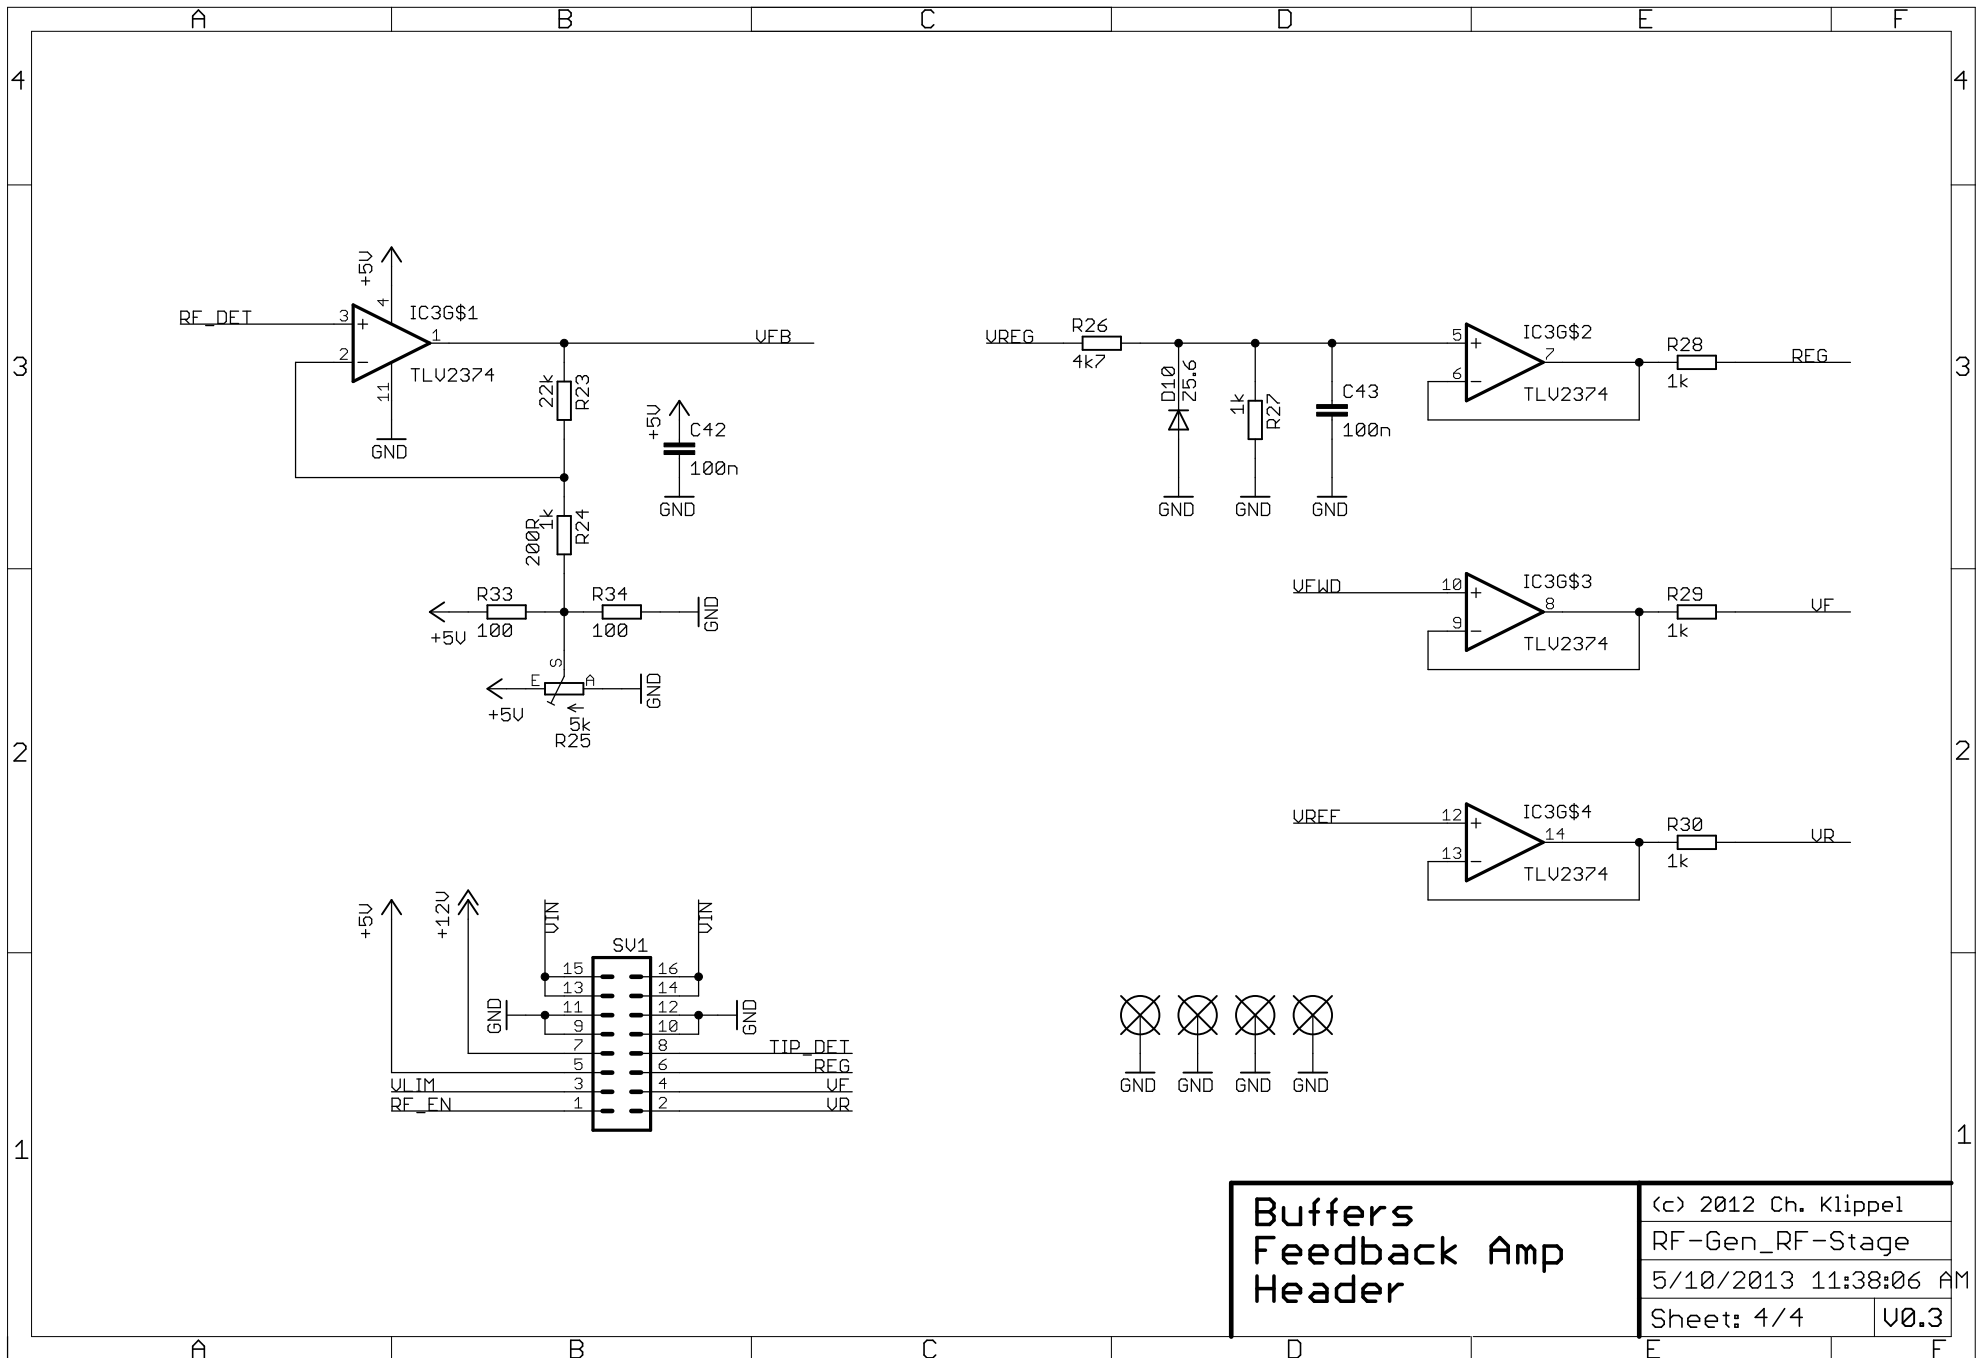 A B C D E F
4 4
+5V
4
RF_DET 3 + IC3G$1
1
VFB
2 -
TLV2374
11
GND
22k R23
+5V C42
100n
GND
200R 1k R24
R33 R34
+5V 100 100 GND
S
E A
+5V GND
5k
R25
VREG R26
4k7
D10 Z5.6
1k R27
C43
100n
GND GND GND
5 + IC3G$2
7
6 -
TLV2374
R28
1k
REG
3 3
VFWD 10 + IC3G$3
8
9 -
TLV2374
R29
1k
VF
2 2
VREF 12 + IC3G$4
14
13 -
TLV2374
R30
1k
VR
+5V +12V VIN VIN
SV1
15 16
13 14
GND 11 12 GND
9 10
7 8 TIP_DET
5 6 REG
VLIM 3 4 VF
RF_EN 1 2 VR
GND GND GND GND
1 1
Buffers
Feedback Amp
Header
(c) 2012 Ch. Klippel
RF-Gen_RF-Stage
5/10/2013 11:38:06 AM
Sheet: 4/4 V0.3
A B C D E F